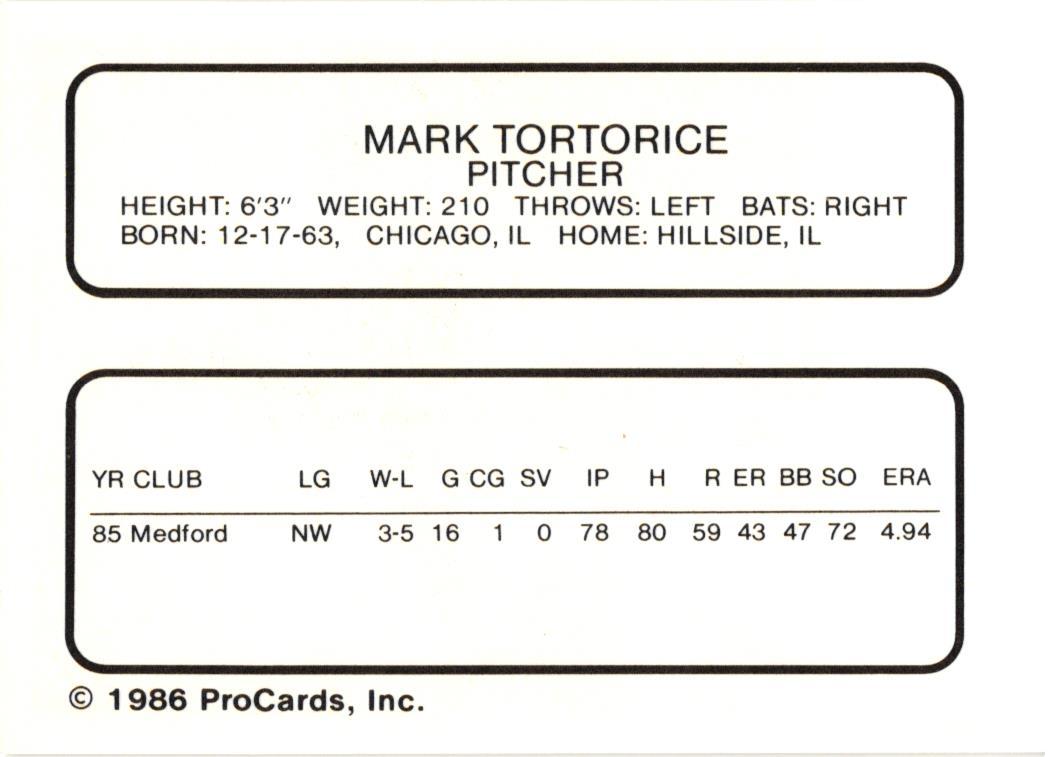 MARK TORTORICE
PITCHER
HEIGHT: 6'3" WEIGHT: 210 THROWS: LEFT BATS: RIGHT
BORN: 12-17-63, CHICAGO, IL HOME: HILLSIDE, IL
YR CLUB LG W-L G CG SV IP H R ER BB SO ERA
85 Medford NW 3-5 16 1 0 78 80 59 43 47 72 4.94
© 1986 ProCards, Inc.